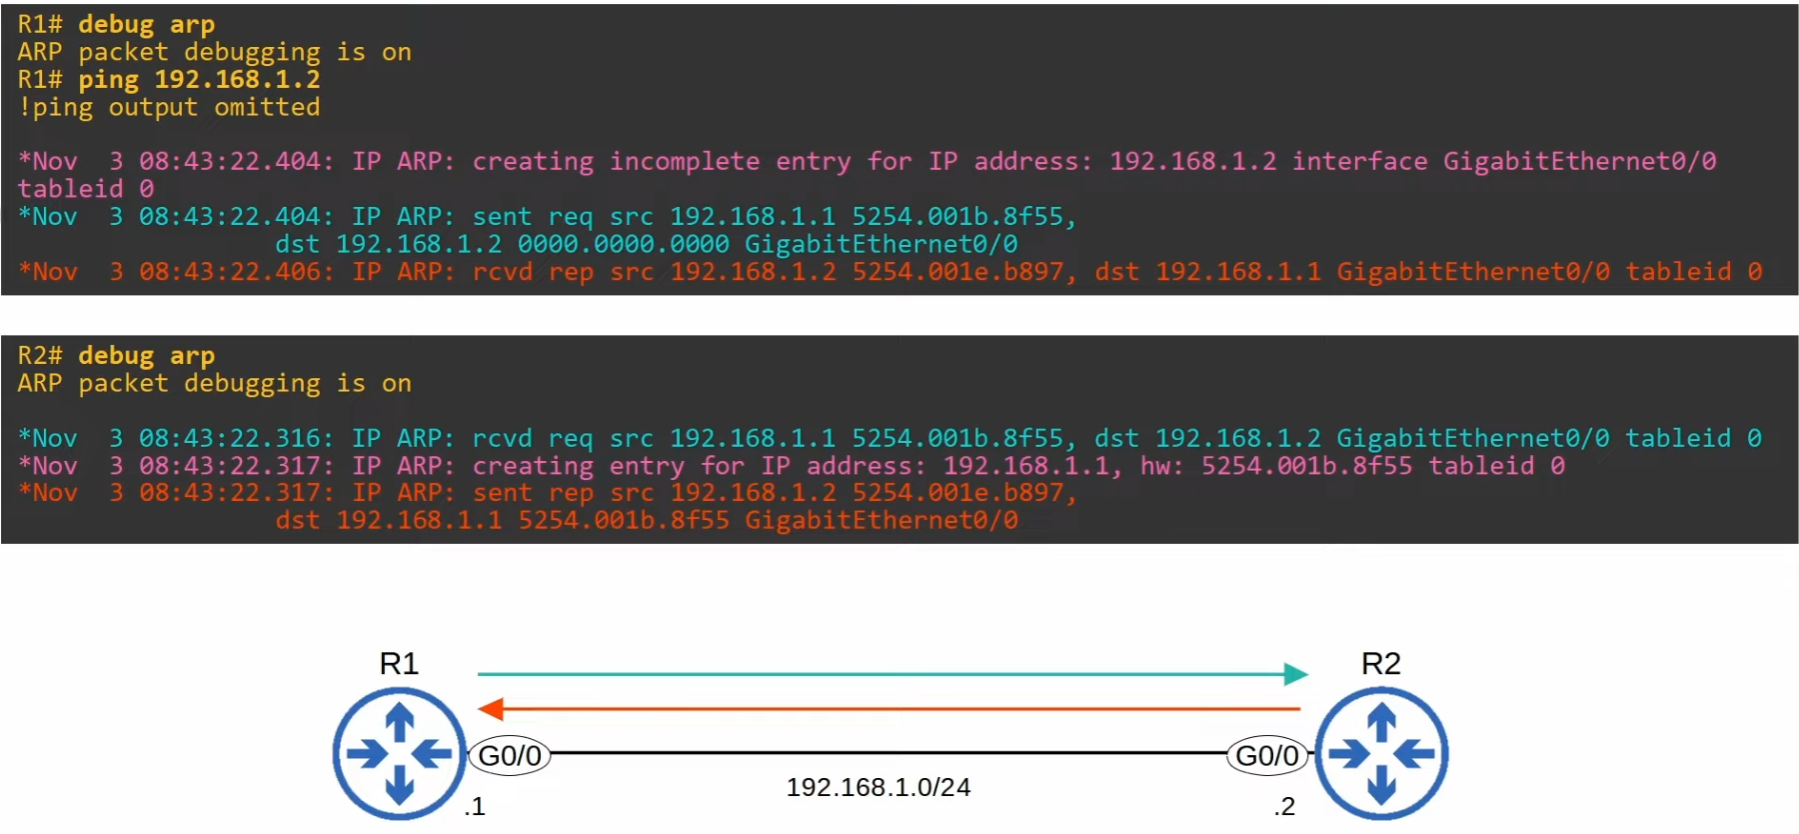 R1# debug arp
ARP packet debugging is on
R1# ping 192.168.1.2
!ping output omitted
*Nov  3 08:43:22.404: IP ARP: creating incomplete entry for IP address: 192.168.1.2 interface GigabitEthernet0/0
tableid 0
*Nov  3 08:43:22.404: IP ARP: sent req src 192.168.1.1 5254.001b.8f55,
dst 192.168.1.2 0000.0000.0000 GigabitEthernet0/0
*Nov  3 08:43:22.406: IP ARP: rcvd rep src 192.168.1.2 5254.001e.b897, dst 192.168.1.1 GigabitEthernet0/0 tableid 0
R2# debug arp
ARP packet debugging is on
*Nov  3 08:43:22.316: IP ARP: rcvd req src 192.168.1.1 5254.001b.8f55, dst 192.168.1.2 GigabitEthernet0/0 tableid 0
*Nov  3 08:43:22.317: IP ARP: creating entry for IP address: 192.168.1.1, hw: 5254.001b.8f55 tableid 0
*Nov  3 08:43:22.317: IP ARP: sent rep src 192.168.1.2 5254.001e.b897,
dst 192.168.1.1 5254.001b.8f55 GigabitEthernet0/0
R1
R2
G0/0
G0/0
192.168.1.0/24
.1
.2